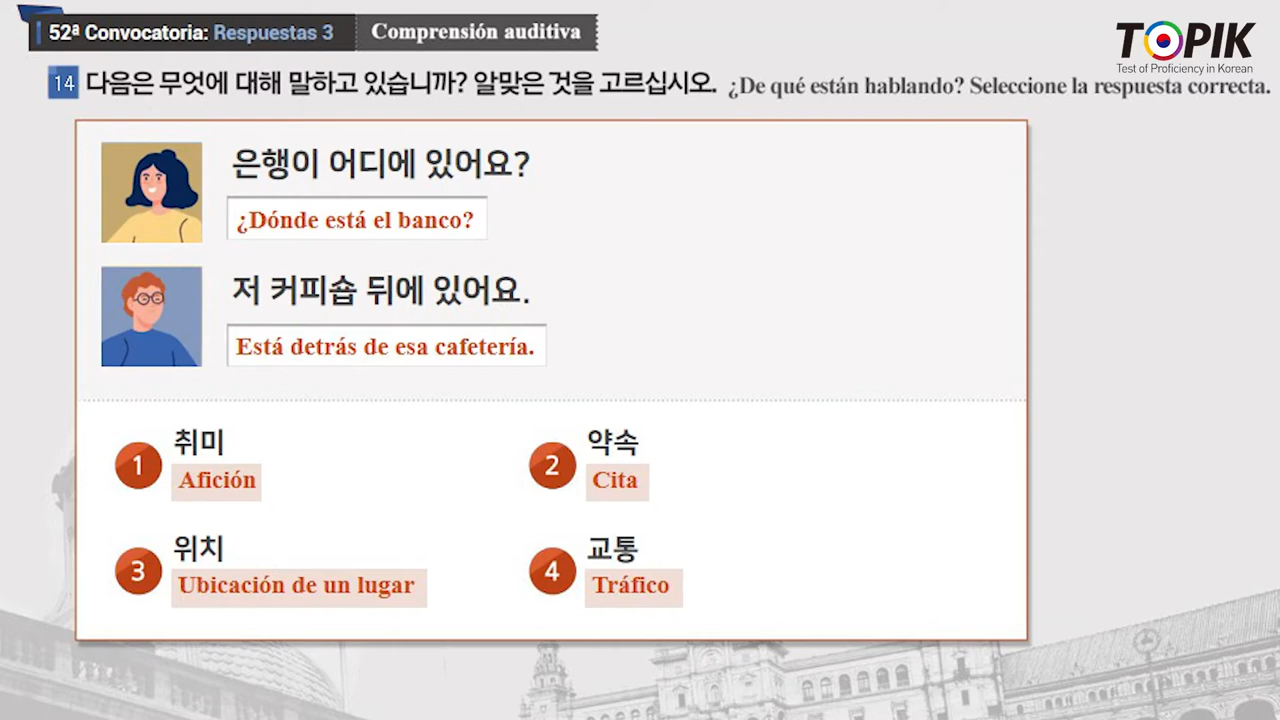 52ª Convocatoria: Respuestas 3 Comprensión auditiva
TOPIK
Test of Proficiency in Korean
14 다음은 무엇에 대해 말하고 있습니까? 알맞은 것을 고르십시오. ¿De qué están hablando? Seleccione la respuesta correcta.
은행이 어디에 있어요?
¿Dónde está el banco?
저 커피숍 뒤에 있어요.
Está detrás de esa cafetería.
1 취미
Afición
2 약속
Cita
3 위치
Ubicación de un lugar
4 교통
Tráfico